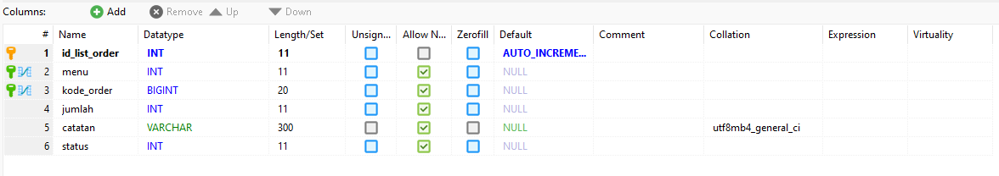 Columns: Add Remove Up Down
# Name Datatype Length/Set Unsign... Allow N... Zerofill Default Comment Collation Expression Virtuality
1 id_list_order INT 11 AUTO_INCREME...
2 menu INT 11 NULL
3 kode_order BIGINT 20 NULL
4 jumlah INT 11 NULL
5 catatan VARCHAR 300 NULL utf8mb4_general_ci
6 status INT 11 NULL